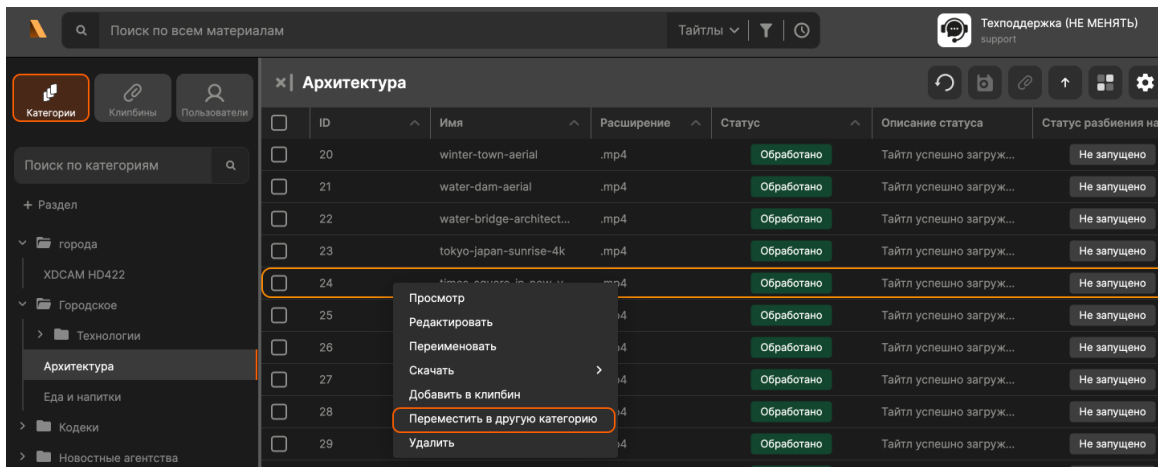 Поиск по всем материалам
Тайтлы
Техподдержка (НЕ МЕНЯТЬ)
support
Категории
Клипбины
Пользователи
Поиск по категориям
+ Раздел
города
XDCAM HD422
Городское
Технологии
Архитектура
Еда и напитки
Кодеки
Новостные агентства
Архитектура
ID Имя Расширение Статус Описание статуса Статус разбиения на
20 winter-town-aerial .mp4 Обработано Тайтл успешно загруж... Не запущено
21 water-dam-aerial .mp4 Обработано Тайтл успешно загруж... Не запущено
22 water-bridge-architect... .mp4 Обработано Тайтл успешно загруж... Не запущено
23 tokyo-japan-sunrise-4k .mp4 Обработано Тайтл успешно загруж... Не запущено
24 .mp4 Обработано Тайтл успешно загруж... Не запущено
25 Обработано Тайтл успешно загруж... Не запущено
26 Обработано Тайтл успешно загруж... Не запущено
27 Обработано Тайтл успешно загруж... Не запущено
28 Обработано Тайтл успешно загруж... Не запущено
29 Обработано Тайтл успешно загруж... Не запущено
Просмотр
Редактировать
Переименовать
Скачать
Добавить в клипбин
Переместить в другую категорию
Удалить